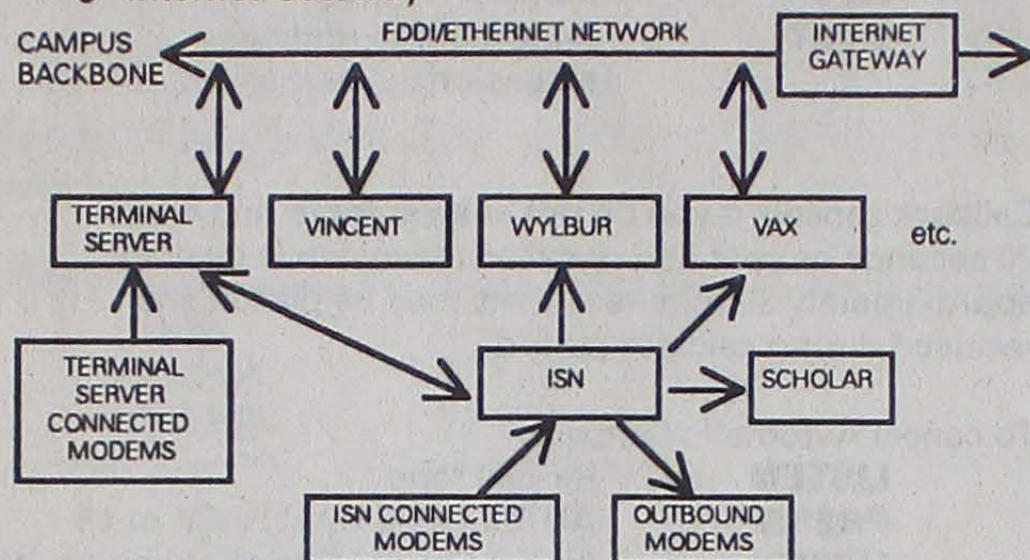 FDDI/ETHERNET NETWORK
CAMPUS
BACKBONE
INTERNET
GATEWAY
TERMINAL
SERVER
VINCENT
WYLBUR
VAX
etc.
TERMINAL
SERVER
CONNECTED
MODEMS
ISN
SCHOLAR
ISN CONNECTED
MODEMS
OUTBOUND
MODEMS